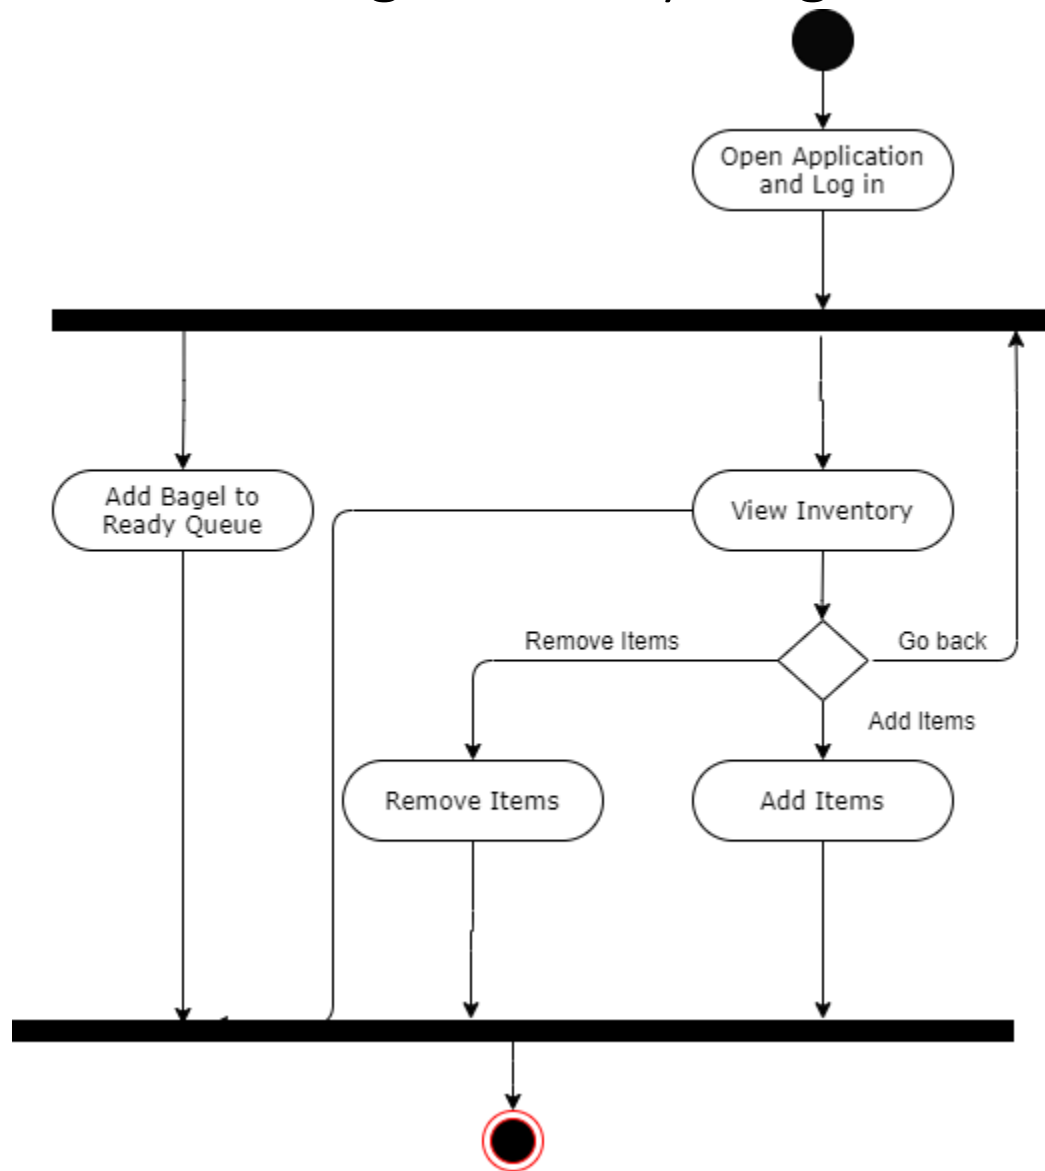 Open Application
and Log in
Add Bagel to
Ready Queue
View Inventory
Remove Items
Go back
Add Items
Remove Items
Add Items